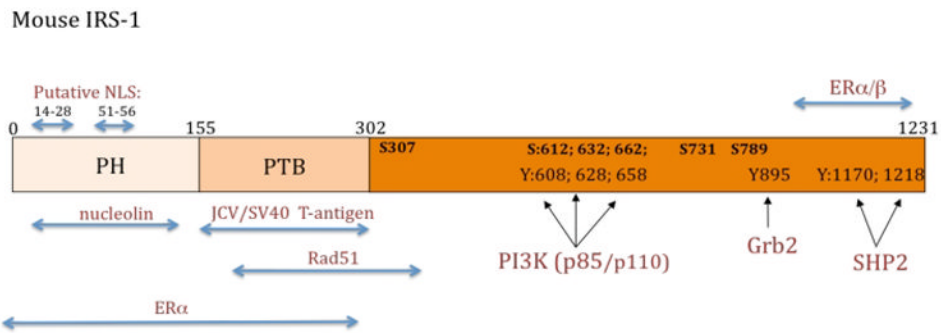 Mouse IRS-1
Putative NLS:
14-28 51-56
ERα/β
0 155 302 1231
S307 S:612; 632; 662; S731 S789
PH PTB Y:608; 628; 658 Y895 Y:1170; 1218
nucleolin JCV/SV40 T-antigen
Rad51 PI3K (p85/p110) Grb2 SHP2
ERα